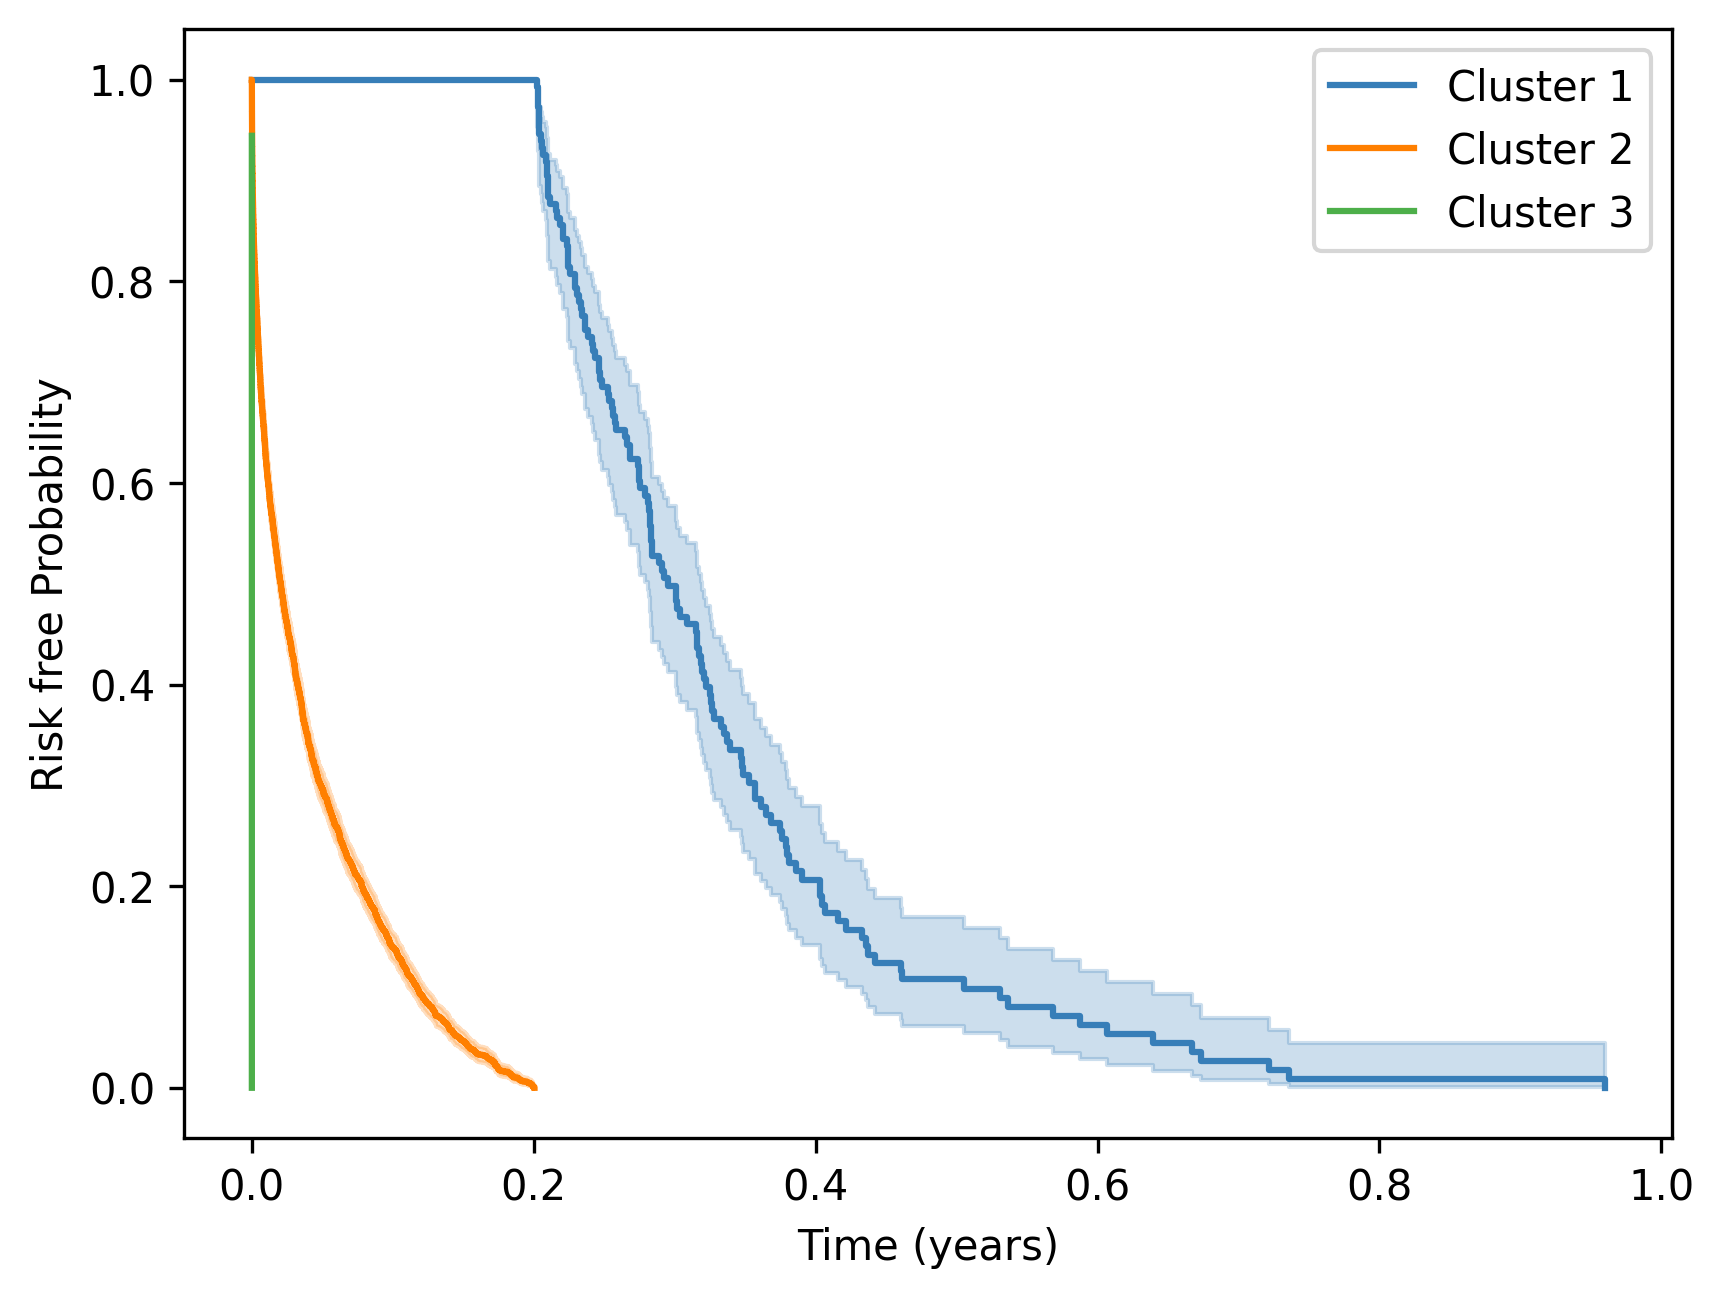 Cluster 1
Cluster 2
Cluster 3
1.0
0.8
0.6
0.4
0.2
0.0
Risk free Probability
0.0 0.2 0.4 0.6 0.8 1.0
Time (years)